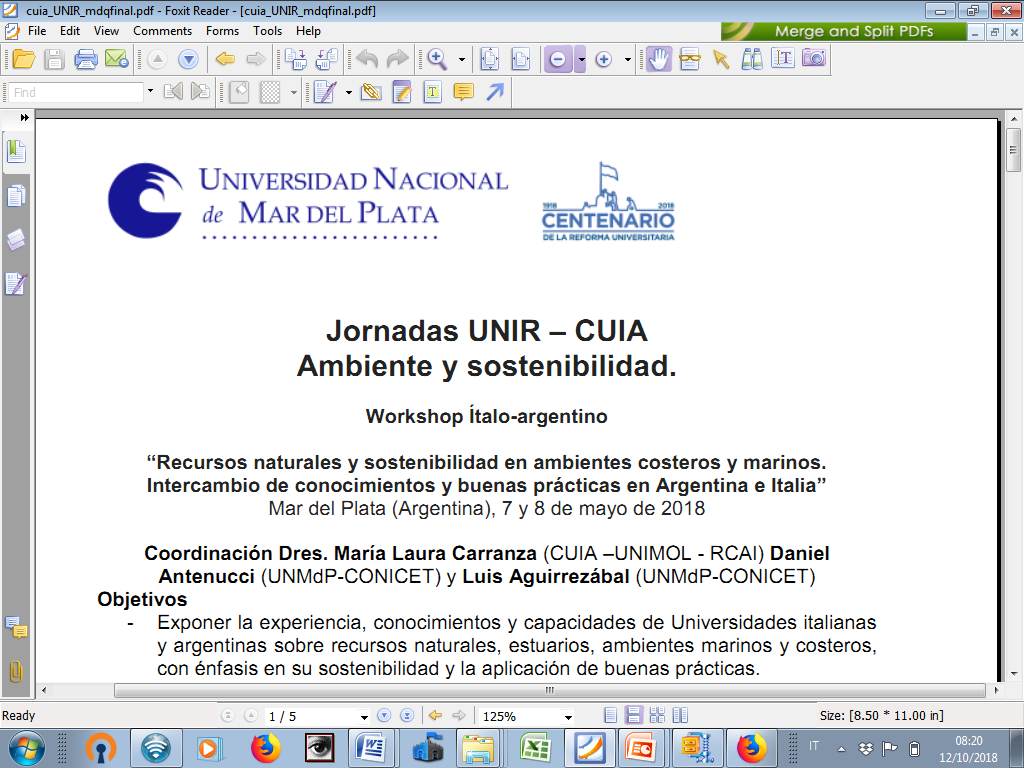 cuia_UNIR_mdqfinal.pdf - Foxit Reader - [cuia_UNIR_mdqfinal.pdf]
File Edit View Comments Forms Tools Help
Merge and Split PDFs
Find
UNIVERSIDAD NACIONAL
de MAR DEL PLATA
1918 2018
CENTENARIO
DE LA REFORMA UNIVERSITARIA
Jornadas UNIR – CUIA
Ambiente y sostenibilidad.
Workshop Ítalo-argentino
“Recursos naturales y sostenibilidad en ambientes costeros y marinos.
Intercambio de conocimientos y buenas prácticas en Argentina e Italia”
Mar del Plata (Argentina), 7 y 8 de mayo de 2018
Coordinación Dres. María Laura Carranza (CUIA –UNIMOL - RCAI) Daniel
Antenucci (UNMdP-CONICET) y Luis Aguirrezábal (UNMdP-CONICET)
Objetivos
- Exponer la experiencia, conocimientos y capacidades de Universidades italianas
y argentinas sobre recursos naturales, estuarios, ambientes marinos y costeros,
con énfasis en su sostenibilidad y la aplicación de buenas prácticas.
Ready 1 / 5 125% Size: [8.50 * 11.00 in]
IT 08:20
12/10/2018